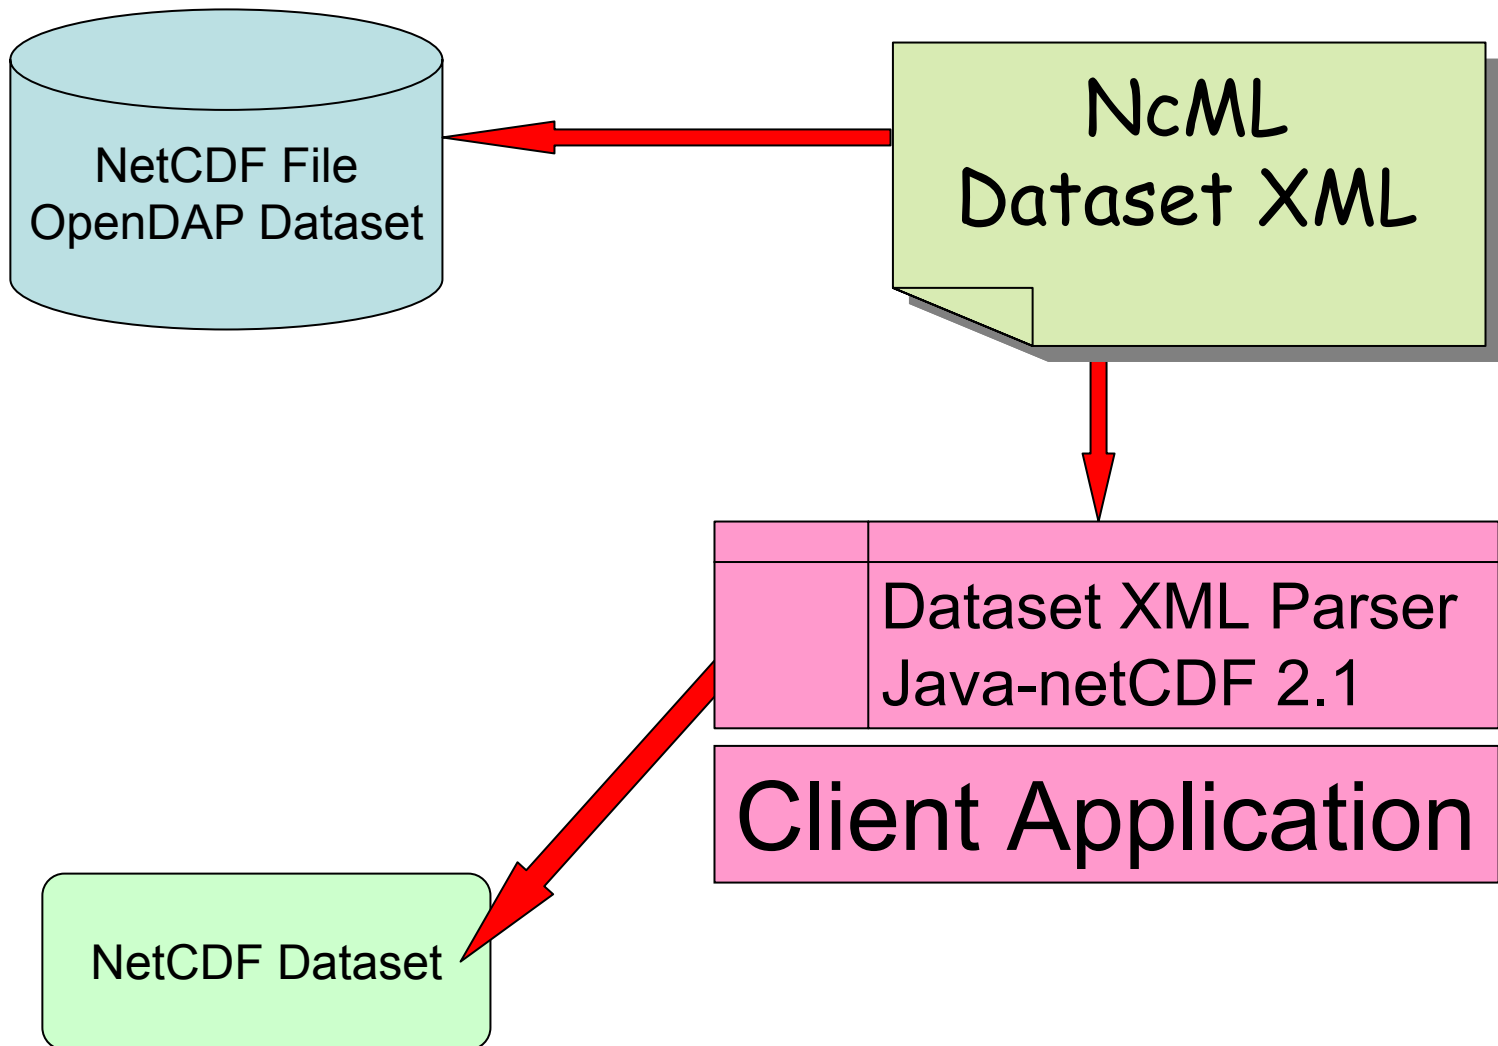 NetCDF File
OpenDAP Dataset
NcML
Dataset XML
Dataset XML Parser
Java-netCDF 2.1
Client Application
NetCDF Dataset